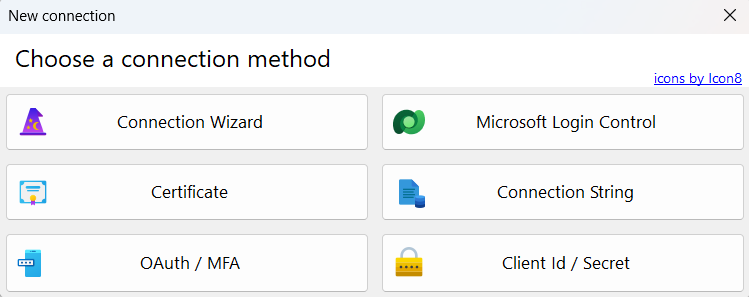 New connection
Choose a connection method
icons by Icon8
Connection Wizard
Microsoft Login Control
Certificate
Connection String
OAuth / MFA
Client Id / Secret